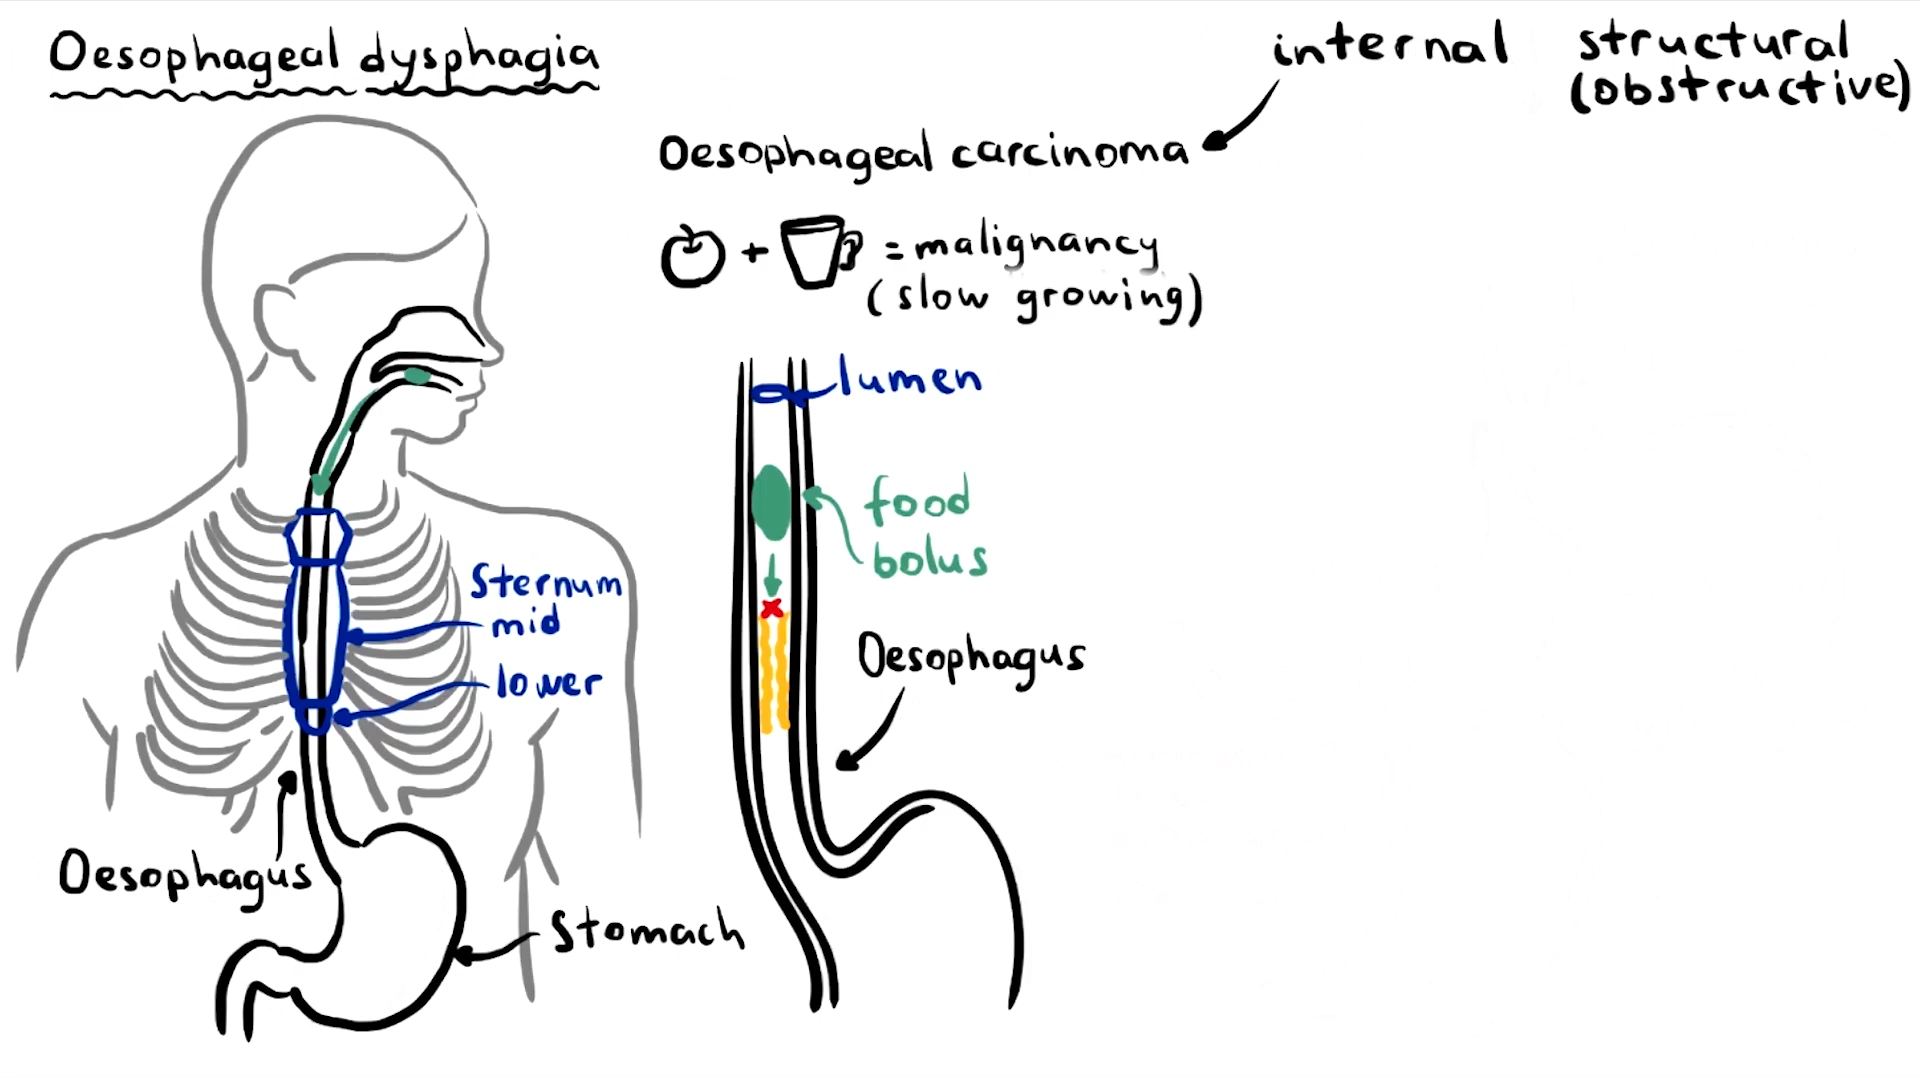 Oesophageal dysphagia
internal
structural
(obstructive)
Oesophageal carcinoma
+
= malignancy
(slow growing)
lumen
food
bolus
Sternum
mid
lower
Oesophagus
Oesophagus
Stomach